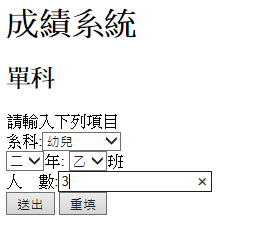 成績系統
單科
請輸入下列項目
系科:幼兒
二 年: 乙 班
人 數:3
送出 重填